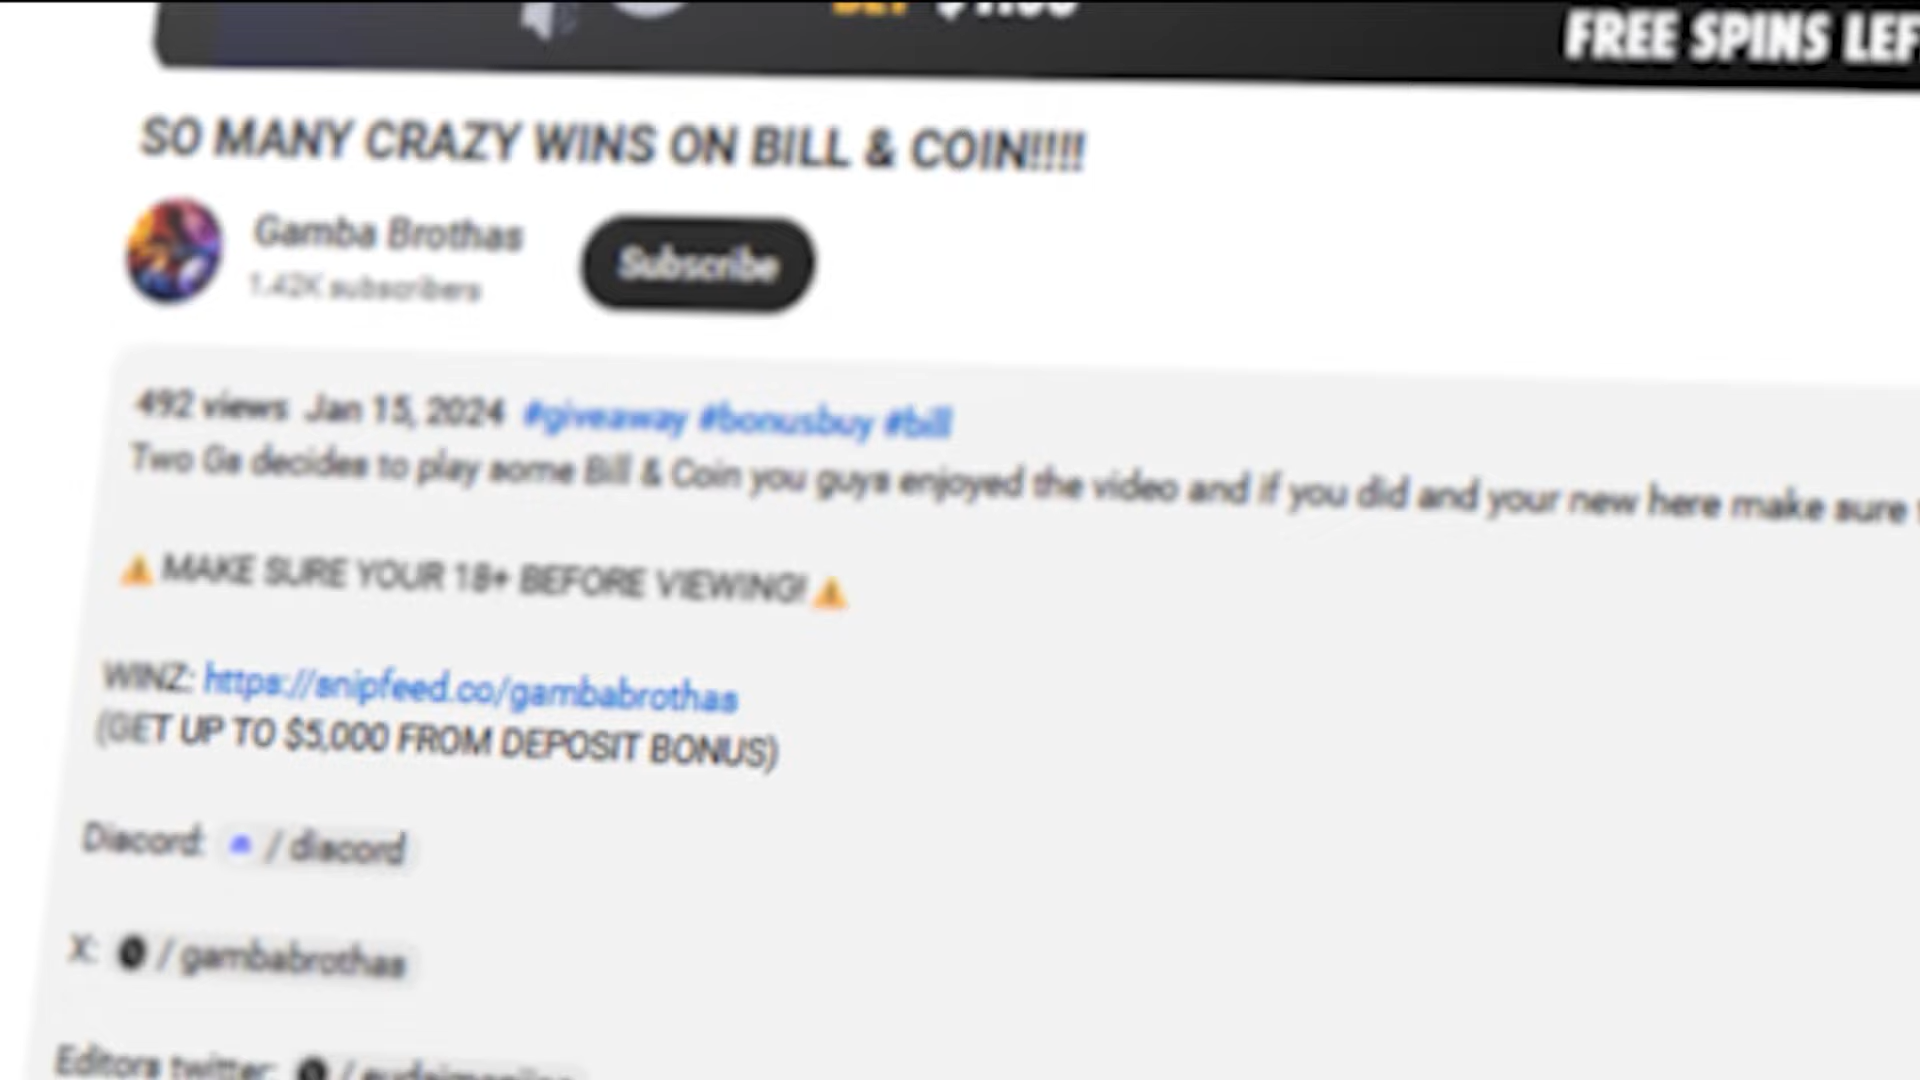 BET
FREE SPINS LEF
SO MANY CRAZY WINS ON BILL & COIN!!!!
Gamba Brothas
1.42K subscribers
Subscribe
492 views Jan 15, 2024 #giveaway #bonusbuy #bill
Two Gs decides to play some Bill & Coin you guys enjoyed the video and if you did and your new here make sure
⚠️ MAKE SURE YOUR 18+ BEFORE VIEWING! ⚠️
WINZ: https://snipfeed.co/gambabrothas
(GET UP TO $5,000 FROM DEPOSIT BONUS)
Discord: / discord
X: / gambabrothas
Editors twitter: /